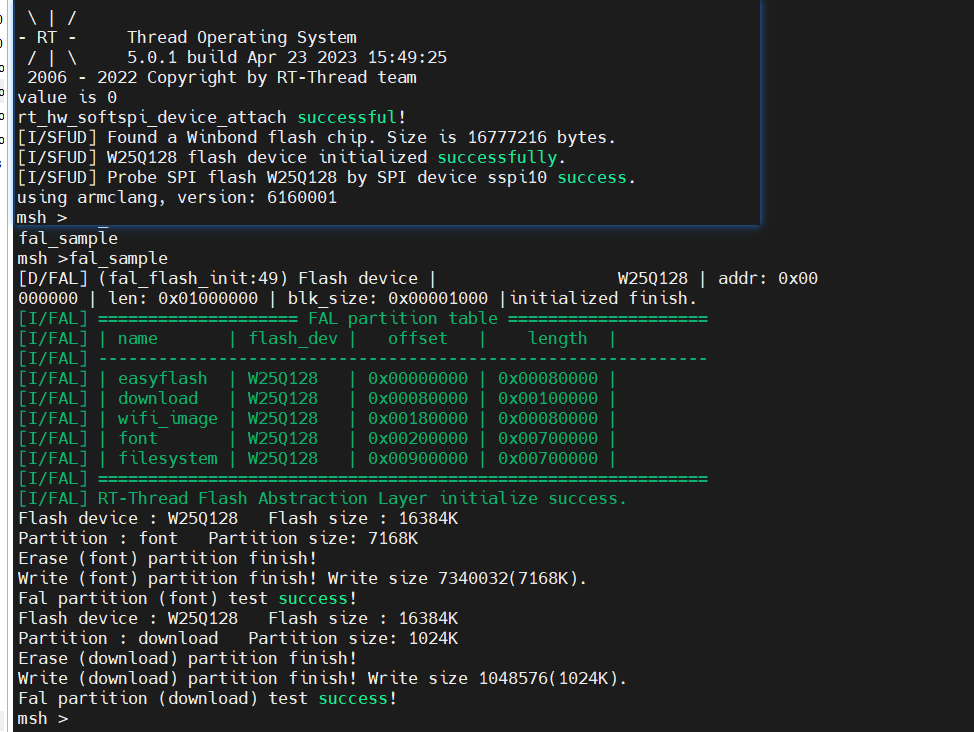 \ | /
- RT -     Thread Operating System
/ | \     5.0.1 build Apr 23 2023 15:49:25
2006 - 2022 Copyright by RT-Thread team
value is 0
rt_hw_softspi_device_attach successful!
[I/SFUD] Found a Winbond flash chip. Size is 16777216 bytes.
[I/SFUD] W25Q128 flash device initialized successfully.
[I/SFUD] Probe SPI flash W25Q128 by SPI device sspi10 success.
using armclang, version: 6160001
msh >
fal_sample
msh >fal_sample
[D/FAL] (fal_flash_init:49) Flash device |                  W25Q128 | addr: 0x00
000000 | len: 0x01000000 | blk_size: 0x00001000 |initialized finish.
[I/FAL] ==================== FAL partition table ====================
[I/FAL] | name       | flash_dev |   offset   |    length  |
[I/FAL] -------------------------------------------------------------
[I/FAL] | easyflash  | W25Q128   | 0x00000000 | 0x00080000 |
[I/FAL] | download   | W25Q128   | 0x00080000 | 0x00100000 |
[I/FAL] | wifi_image | W25Q128   | 0x00180000 | 0x00080000 |
[I/FAL] | font       | W25Q128   | 0x00200000 | 0x00700000 |
[I/FAL] | filesystem | W25Q128   | 0x00900000 | 0x00700000 |
[I/FAL] =============================================================
[I/FAL] RT-Thread Flash Abstraction Layer initialize success.
Flash device : W25Q128   Flash size : 16384K
Partition : font   Partition size: 7168K
Erase (font) partition finish!
Write (font) partition finish! Write size 7340032(7168K).
Fal partition (font) test success!
Flash device : W25Q128   Flash size : 16384K
Partition : download   Partition size: 1024K
Erase (download) partition finish!
Write (download) partition finish! Write size 1048576(1024K).
Fal partition (download) test success!
msh >